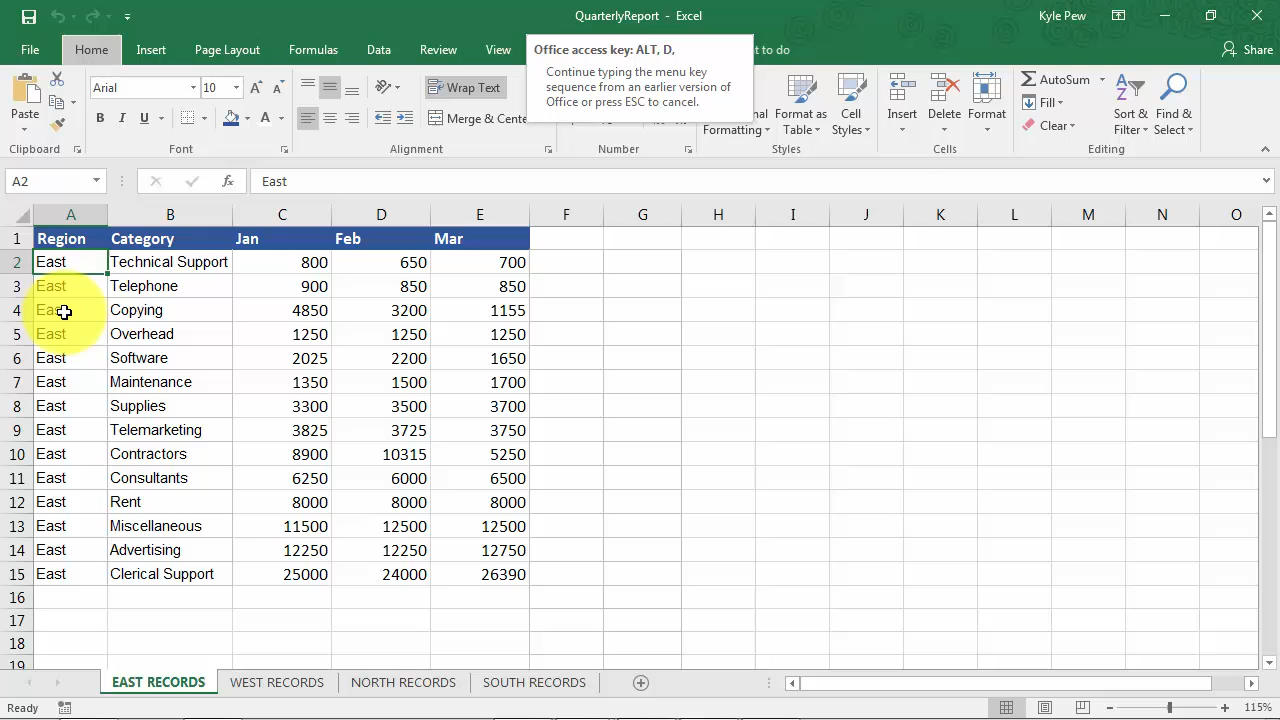 QuarterlyReport - Excel
Kyle Pew
File Home Insert Page Layout Formulas Data Review View
t to do
Share
Office access key: ALT, D,
Continue typing the menu key
sequence from an earlier version of
Office or press ESC to cancel.
Paste
Arial 10
B I U
A A
A
Wrap Text
Merge & Cente
Formatting
Format as
Table
Cell
Styles
Insert
Delete
Format
AutoSum
Fill
Clear
Sort &
Filter
Find &
Select
Clipboard Font Alignment Number Styles Cells Editing
A2 fx East
A B C D E F G H I J K L M N O
1 Region Category Jan Feb Mar
2 East Technical Support 800 650 700
3 East Telephone 900 850 850
4 East Copying 4850 3200 1155
5 East Overhead 1250 1250 1250
6 East Software 2025 2200 1650
7 East Maintenance 1350 1500 1700
8 East Supplies 3300 3500 3700
9 East Telemarketing 3825 3725 3750
10 East Contractors 8900 10315 5250
11 East Consultants 6250 6000 6500
12 East Rent 8000 8000 8000
13 East Miscellaneous 11500 12500 12500
14 East Advertising 12250 12250 12750
15 East Clerical Support 25000 24000 26390
16
17
18
19
EAST RECORDS WEST RECORDS NORTH RECORDS SOUTH RECORDS
Ready
115%